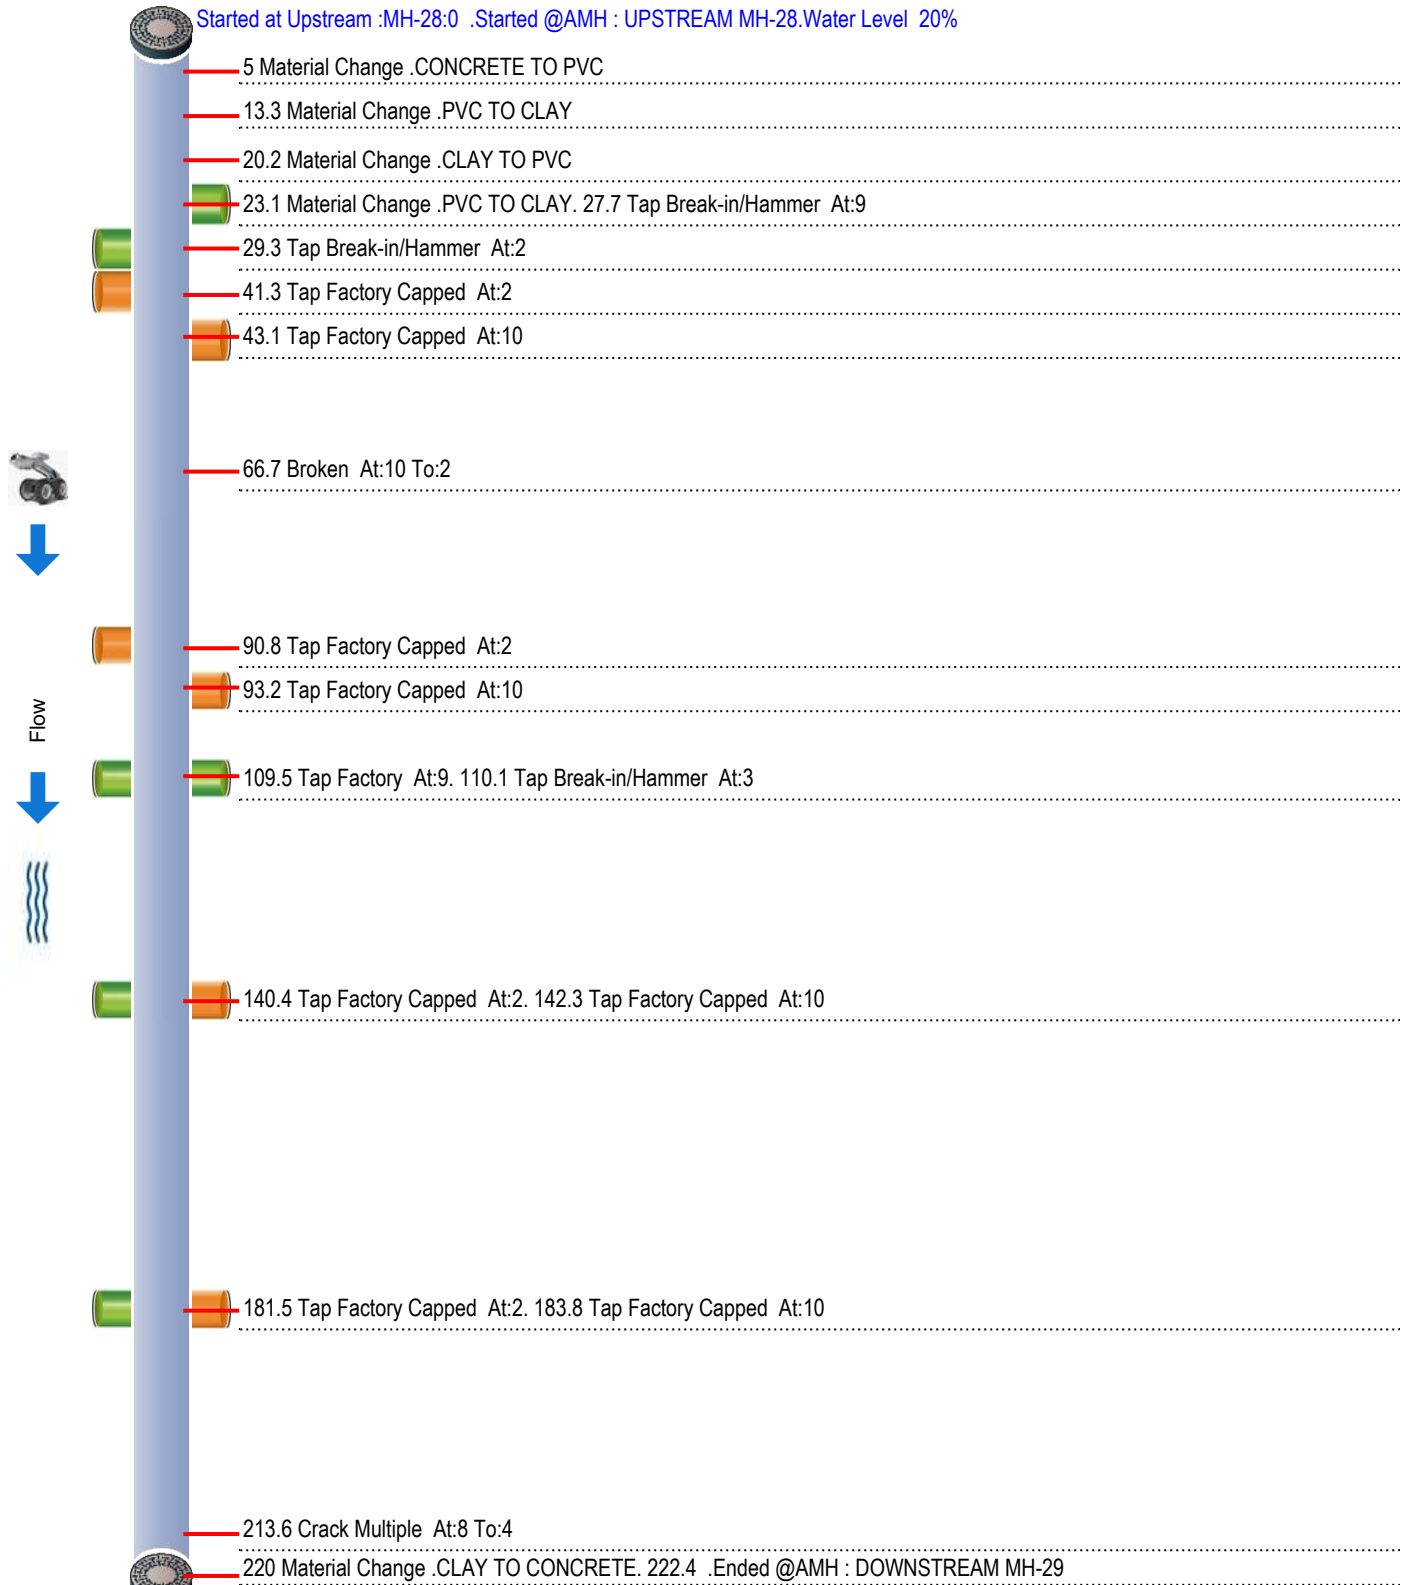 Started at Upstream :MH-28:0 .Started @AMH : UPSTREAM MH-28.Water Level 20%
5 Material Change .CONCRETE TO PVC
13.3 Material Change .PVC TO CLAY
20.2 Material Change .CLAY TO PVC
23.1 Material Change .PVC TO CLAY. 27.7 Tap Break-in/Hammer At:9
29.3 Tap Break-in/Hammer At:2
41.3 Tap Factory Capped At:2
43.1 Tap Factory Capped At:10
66.7 Broken At:10 To:2
90.8 Tap Factory Capped At:2
93.2 Tap Factory Capped At:10
Flow
109.5 Tap Factory At:9. 110.1 Tap Break-in/Hammer At:3
140.4 Tap Factory Capped At:2. 142.3 Tap Factory Capped At:10
181.5 Tap Factory Capped At:2. 183.8 Tap Factory Capped At:10
213.6 Crack Multiple At:8 To:4
220 Material Change .CLAY TO CONCRETE. 222.4 .Ended @AMH : DOWNSTREAM MH-29